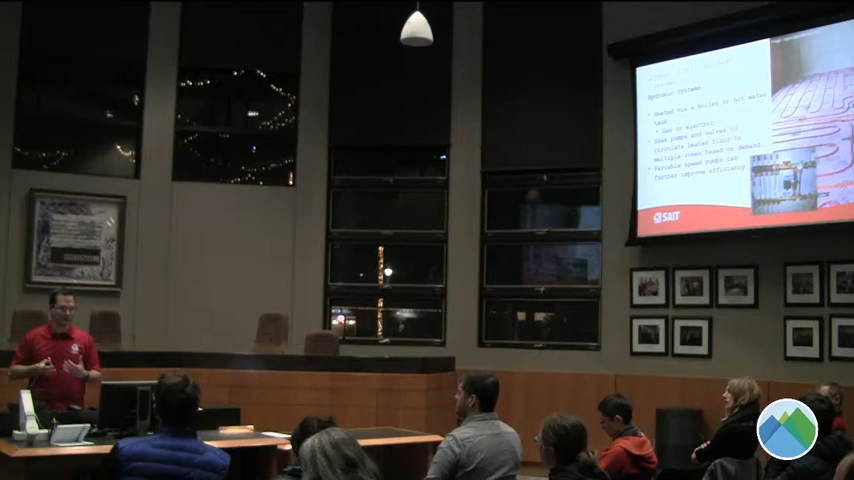 Hydronic Systems
• Heated via a boiler or hot water
tank
• Gas or electric
• Uses pumps and valves to
circulate heated fluid to
multiple zones based on demand.
• Variable speed pumps can
further improve efficiency
SAIT